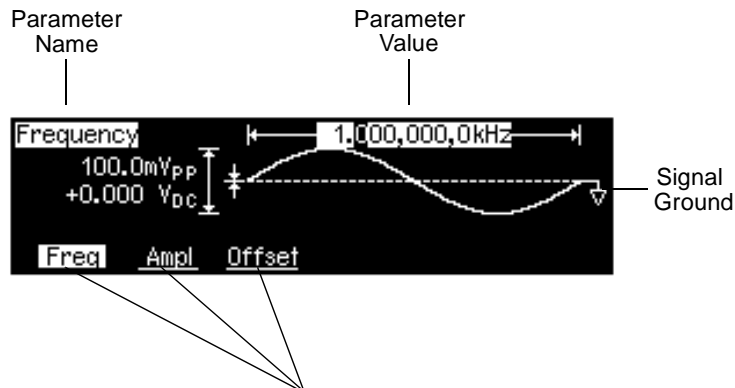 Parameter
Name
Parameter
Value
Frequency
1.000,000,0kHz
100.0mVPP
+0.000 VDC
Signal
Ground
Freq
Ampl
Offset